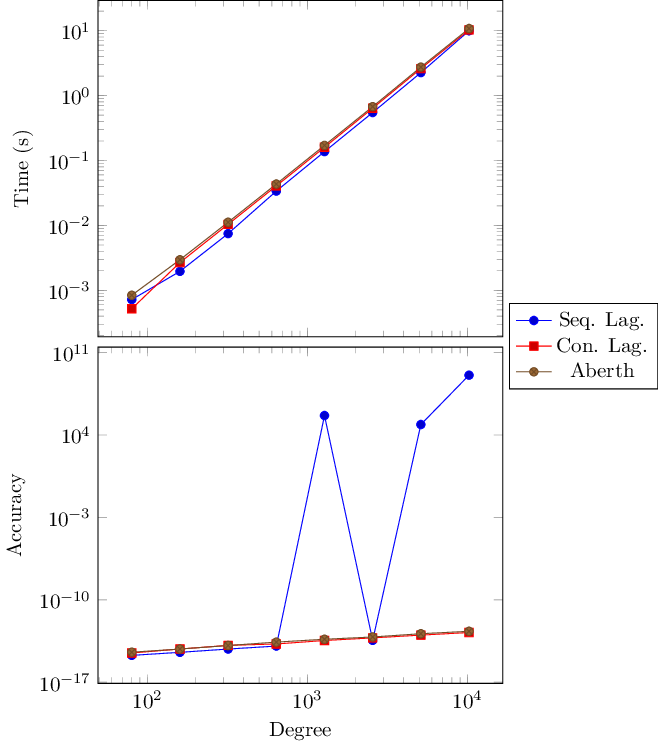 10^1
10^0
10^−1
10^−2
10^−3
Time (s)
Seq. Lag.
Con. Lag.
Aberth
10^11
10^4
10^−3
10^−10
10^−17
Accuracy
10^2
10^3
10^4
Degree